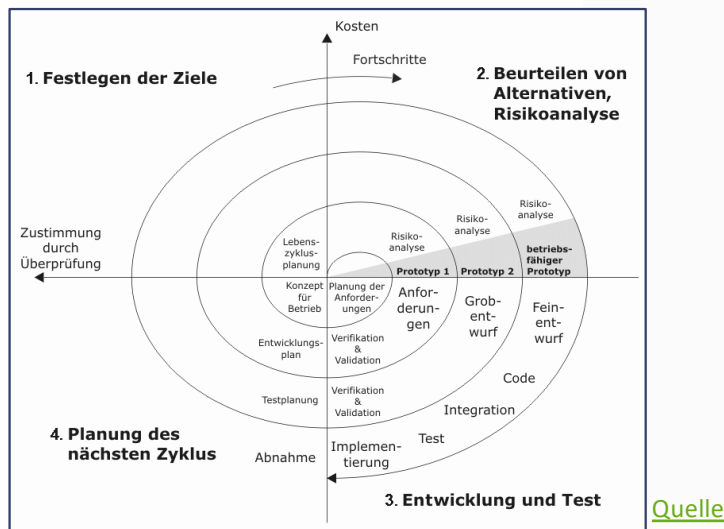 Kosten
Fortschritte
1. Festlegen der Ziele
2. Beurteilen von
Alternativen,
Risikoanalyse
Zustimmung
durch
Überprüfung
Risiko-
analyse
Risiko-
analyse
Risiko-
analyse
Lebens-
zyklus-
planung
Prototyp 1
Prototyp 2
betriebs-
fähiger
Prototyp
Konzept
für
Betrieb
Planung der
Anforder-
ungen
Anfor-
derun-
gen
Grob-
ent-
wurf
Fein-
ent-
wurf
Entwicklungs-
plan
Verifikation
&
Validation
Testplanung
Verifikation
&
Validation
Code
Integration
Test
Implemen-
tierung
Abnahme
4. Planung des
nächsten Zyklus
3. Entwicklung und Test
Quelle